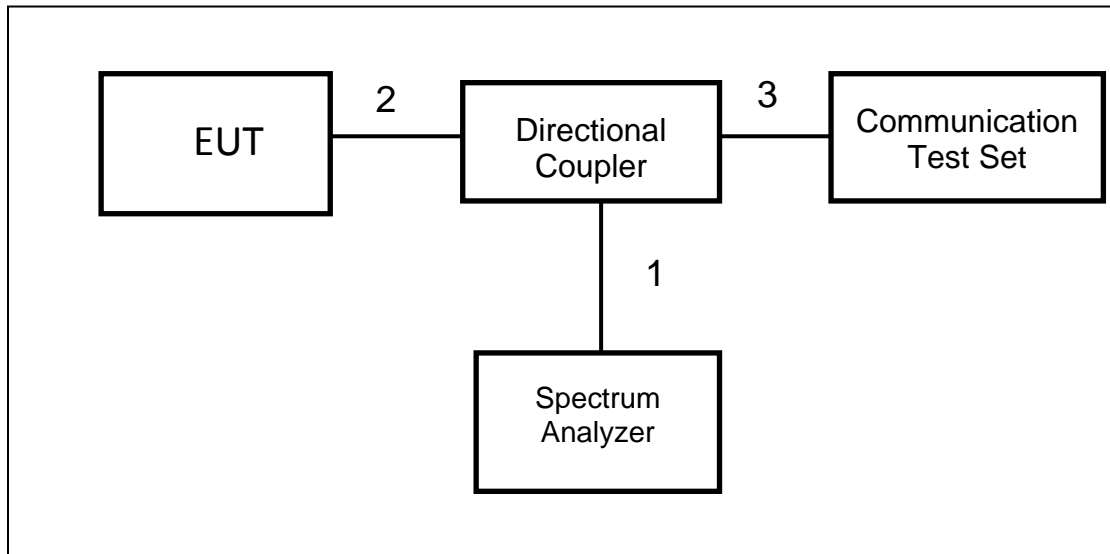 EUT
2
Directional
Coupler
3
Communication
Test Set
1
Spectrum
Analyzer